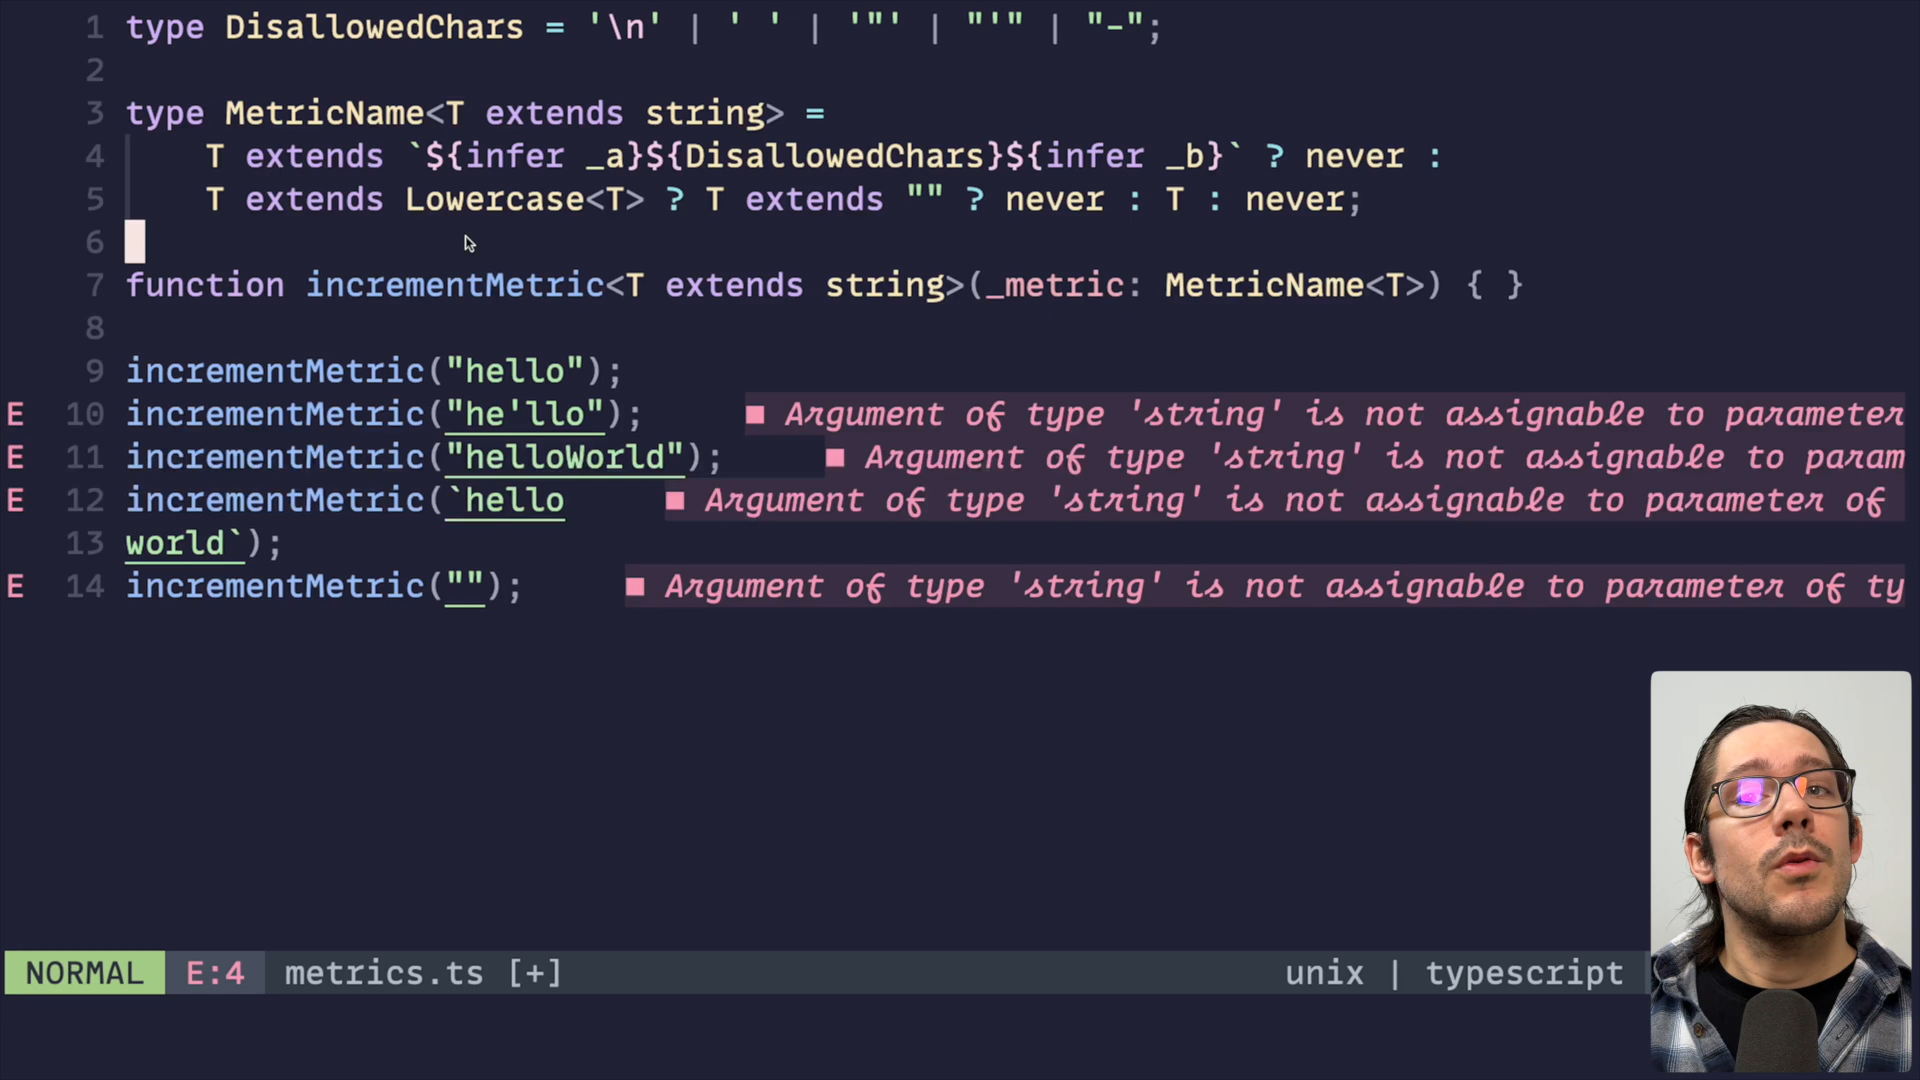 1 type DisallowedChars = '\n' | ' ' | '"' | "'" | "-";
2
3 type MetricName<T extends string> =
4     T extends `${infer _a}${DisallowedChars}${infer _b}` ? never :
5     T extends Lowercase<T> ? T extends "" ? never : T : never;
6
7 function incrementMetric<T extends string>(_metric: MetricName<T>) { }
8
9 incrementMetric("hello");
E 10 incrementMetric("he'llo"); ■ Argument of type 'string' is not assignable to parameter
E 11 incrementMetric("helloWorld"); ■ Argument of type 'string' is not assignable to param
E 12 incrementMetric(`hello ■ Argument of type 'string' is not assignable to parameter of
13 world`);
E 14 incrementMetric(""); ■ Argument of type 'string' is not assignable to parameter of ty
NORMAL E:4 metrics.ts [+] unix | typescript